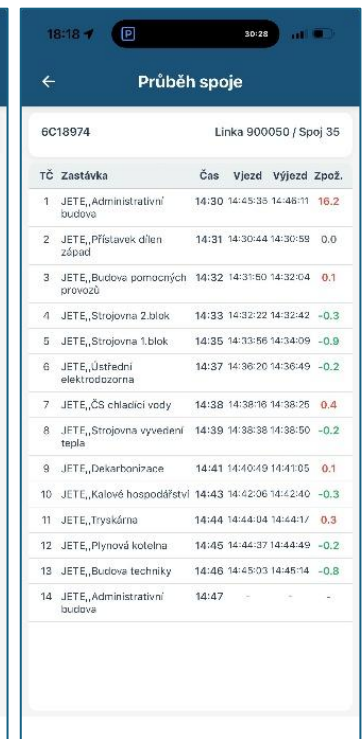 18:18
P
30:28
Průběh spoje
6C18974 Linka 900050 / Spoj 35
TČ Zastávka Čas Vjezd Výjezd Zpož.
1 JETE,,Administrativní 14:30 14:45:35 14:46:11 16.2
budova
2 JETE,,Přístavek dílen 14:31 14:30:44 14:30:59 0.0
západ
3 JETE,,Budova pomocných 14:32 14:31:50 14:32:04 0.1
provozů
4 JETE,,Strojovna 2.blok 14:33 14:32:22 14:32:42 -0.3
5 JETE,,Strojovna 1.blok 14:35 14:33:56 14:34:09 -0.9
6 JETE,,Ústřední 14:37 14:36:20 14:36:49 -0.2
elektrodozorna
7 JETE,,ČS chladící vody 14:38 14:38:16 14:38:25 0.4
8 JETE,,Strojovna vyvedení 14:39 14:38:38 14:38:50 -0.2
tepla
9 JETE,,Dekarbonizace 14:41 14:40:49 14:41:05 0.1
10 JETE,,Kalové hospodářství 14:43 14:42:06 14:42:40 -0.3
11 JETE,,Tryskárna 14:44 14:44:04 14:44:17 0.3
12 JETE,,Plynová kotelna 14:45 14:44:37 14:44:49 -0.2
13 JETE,,Budova techniky 14:46 14:45:03 14:45:14 -0.8
14 JETE,,Administrativní 14:47 - - -
budova